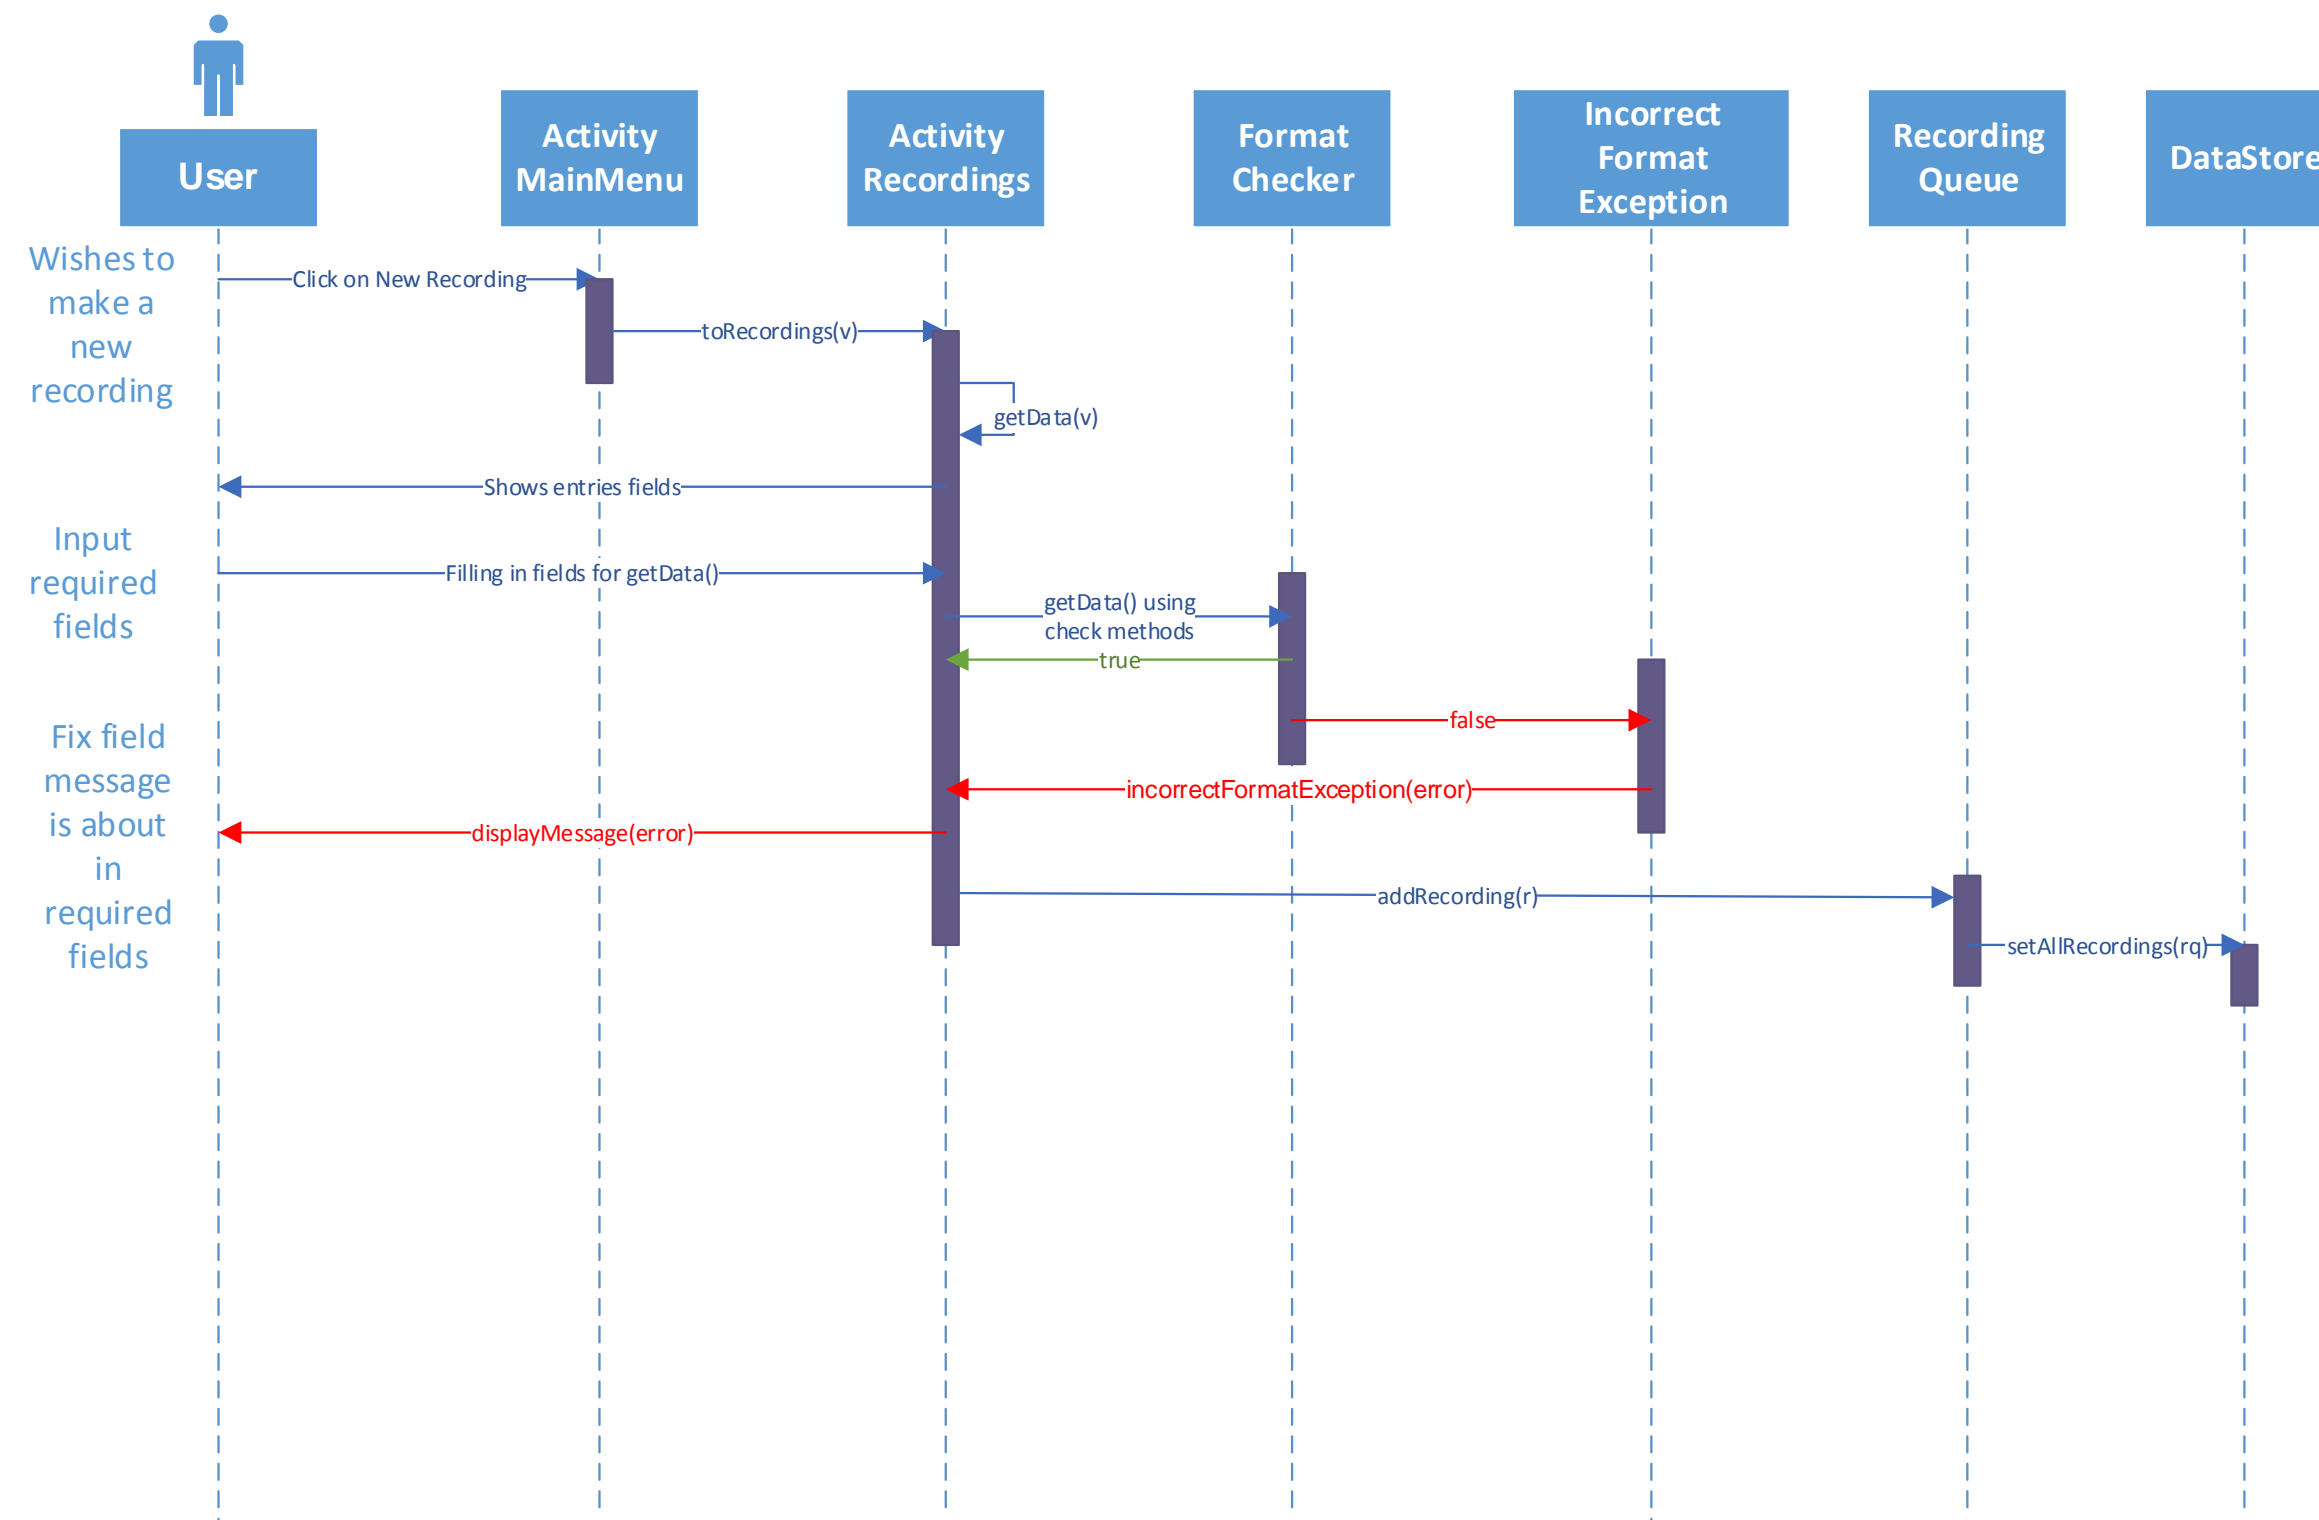 User
Activity
MainMenu
Activity
Recordings
Format
Checker
Incorrect
Format
Exception
Recording
Queue
DataStore
Wishes to
make a
new
recording
Click on New Recording
toRecordings(v)
getData(v)
Shows entries fields
Input
required
fields
Filling in fields for getData()
getData() using
check methods
true
false
Fix field
message
is about
in
required
fields
incorrectFormatException(error)
displayMessage(error)
addRecording(r)
setAllRecordings(rq)